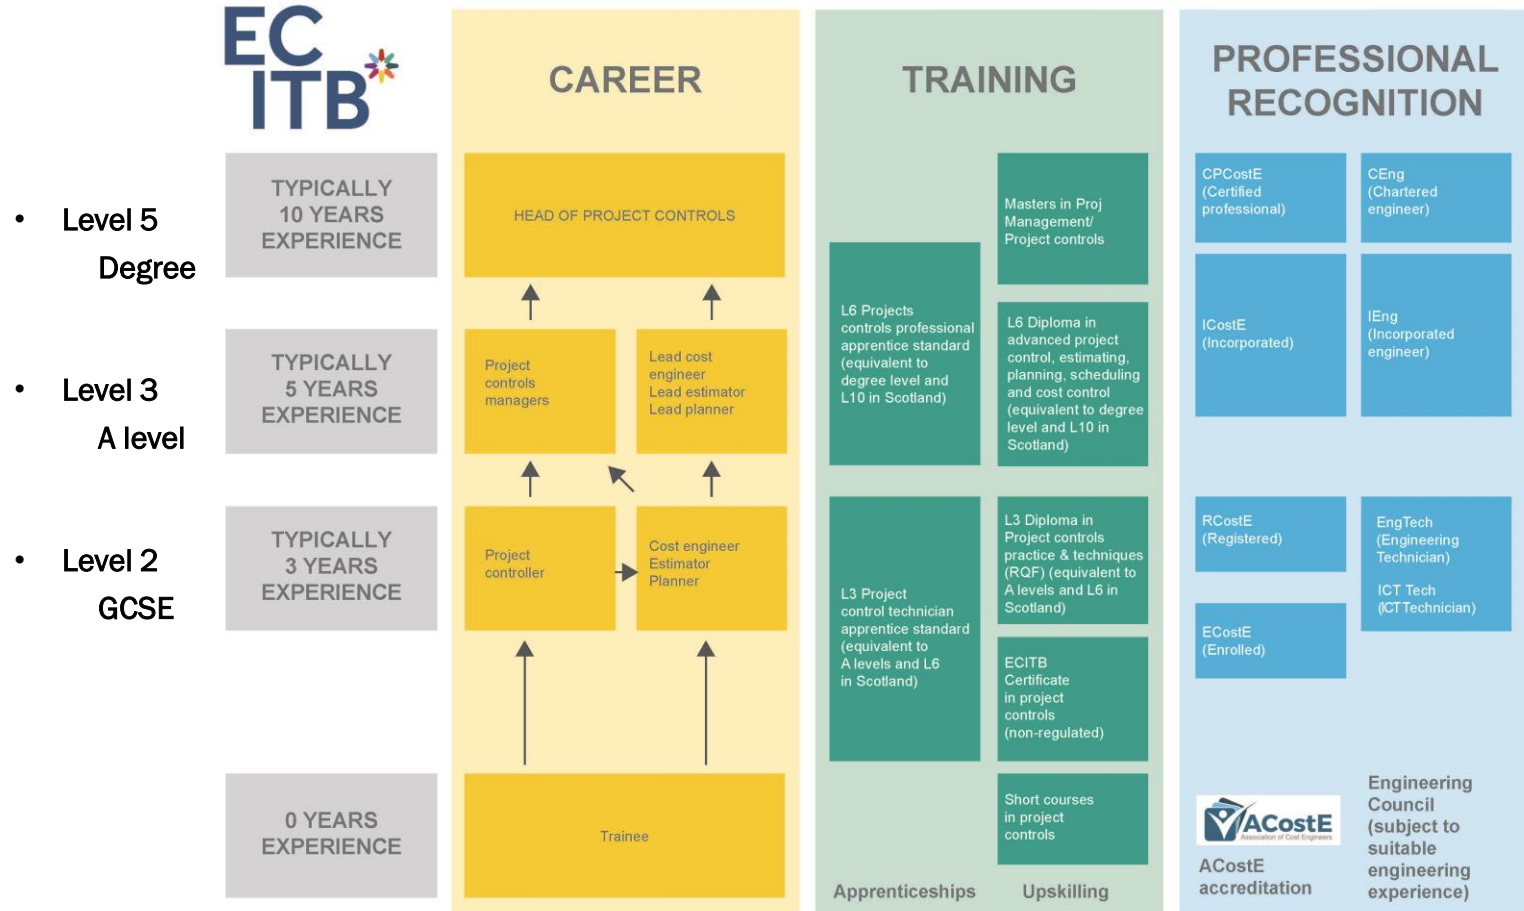 EC
ITB
CAREER
TRAINING
PROFESSIONAL
RECOGNITION
• Level 5
Degree
• Level 3
A level
• Level 2
GCSE
TYPICALLY
10 YEARS
EXPERIENCE
TYPICALLY
5 YEARS
EXPERIENCE
TYPICALLY
3 YEARS
EXPERIENCE
0 YEARS
EXPERIENCE
HEAD OF PROJECT CONTROLS
Project
controls
managers
Lead cost
engineer
Lead estimator
Lead planner
Project
controller
Cost engineer
Estimator
Planner
Trainee
L6 Projects
controls professional
apprentice standard
(equivalent to
degree level and
L10 in Scotland)
L3 Project
control technician
apprentice standard
(equivalent to
A levels and L6
in Scotland)
Apprenticeships
Masters in Proj
Management/
Project controls
L6 Diploma in
advanced project
control, estimating,
planning, scheduling
and cost control
(equivalent to degree
level and L10 in
Scotland)
L3 Diploma in
Project controls
practice & techniques
(RQF) (equivalent to
A levels and L6 in
Scotland)
ECITB
Certificate
in project
controls
(non-regulated)
Short courses
in project
controls
Upskilling
CPCostE
(Certified
professional)
ICostE
(Incorporated)
RCostE
(Registered)
ECostE
(Enrolled)
ACostE
Association of Cost Engineers
ACostE
accreditation
CEng
(Chartered
engineer)
IEng
(Incorporated
engineer)
EngTech
(Engineering
Technician)
ICT Tech
(ICTTechnician)
Engineering
Council
(subject to
suitable
engineering
experience)